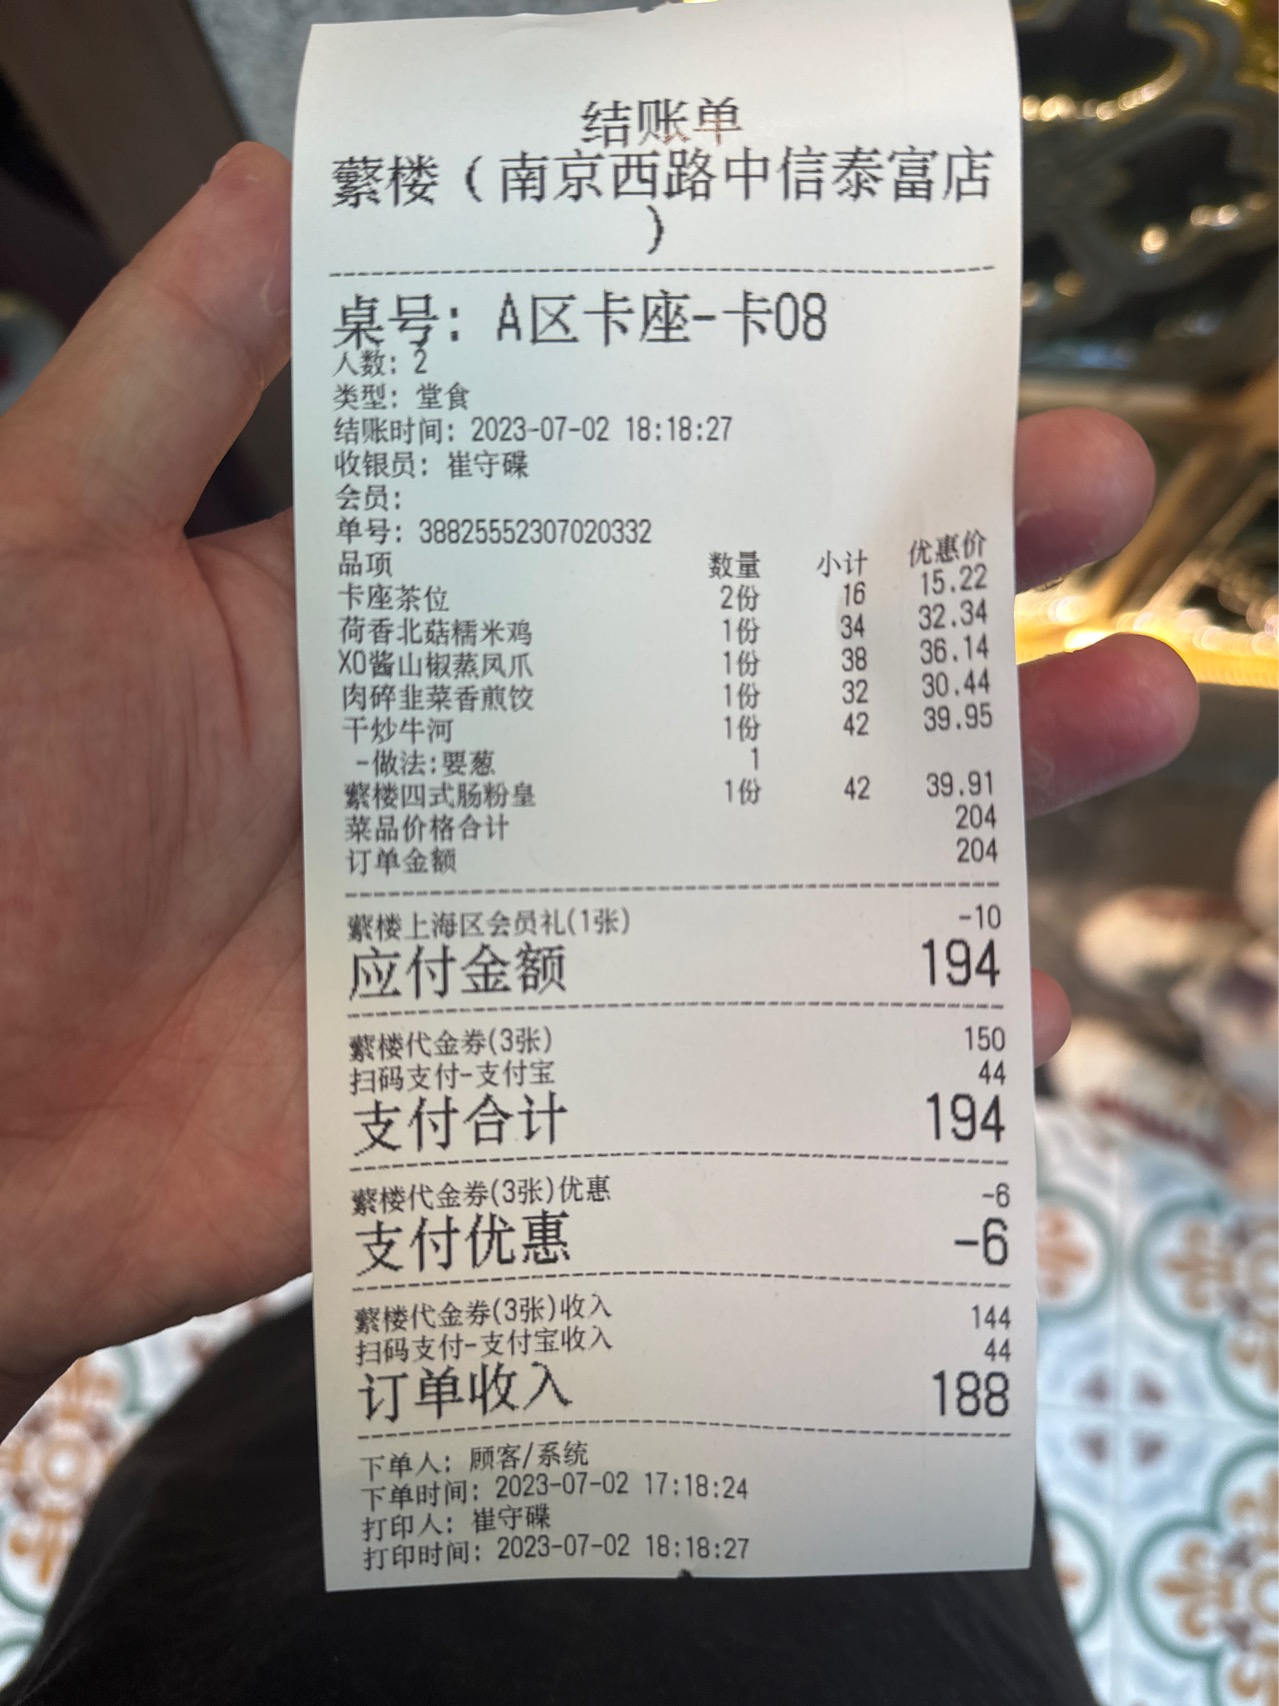 结账单
蘩楼(南京西路中信泰富店
)
桌号: A区卡座-卡08
人数: 2
类型: 堂食
结账时间: 2023-07-02 18:18:27
收银员: 崔守碟
会员:
单号: 38825552307020332
品项 数量 小计 优惠价
卡座茶位 2份 16 15.22
荷香北菇糯米鸡 1份 34 32.34
XO酱山椒蒸凤爪 1份 38 36.14
肉碎韭菜香煎饺 1份 32 30.44
干炒牛河 1份 42 39.95
-做法:要葱 1
蘩楼四式肠粉皇 1份 42 39.91
菜品价格合计 204
订单金额 204
蘩楼上海区会员礼(1张) -10
应付金额 194
蘩楼代金券(3张) 150
扫码支付-支付宝 44
支付合计 194
蘩楼代金券(3张)优惠 -6
支付优惠 -6
蘩楼代金券(3张)收入 144
扫码支付-支付宝收入 44
订单收入 188
下单人: 顾客/系统
下单时间: 2023-07-02 17:18:24
打印人: 崔守碟
打印时间: 2023-07-02 18:18:27